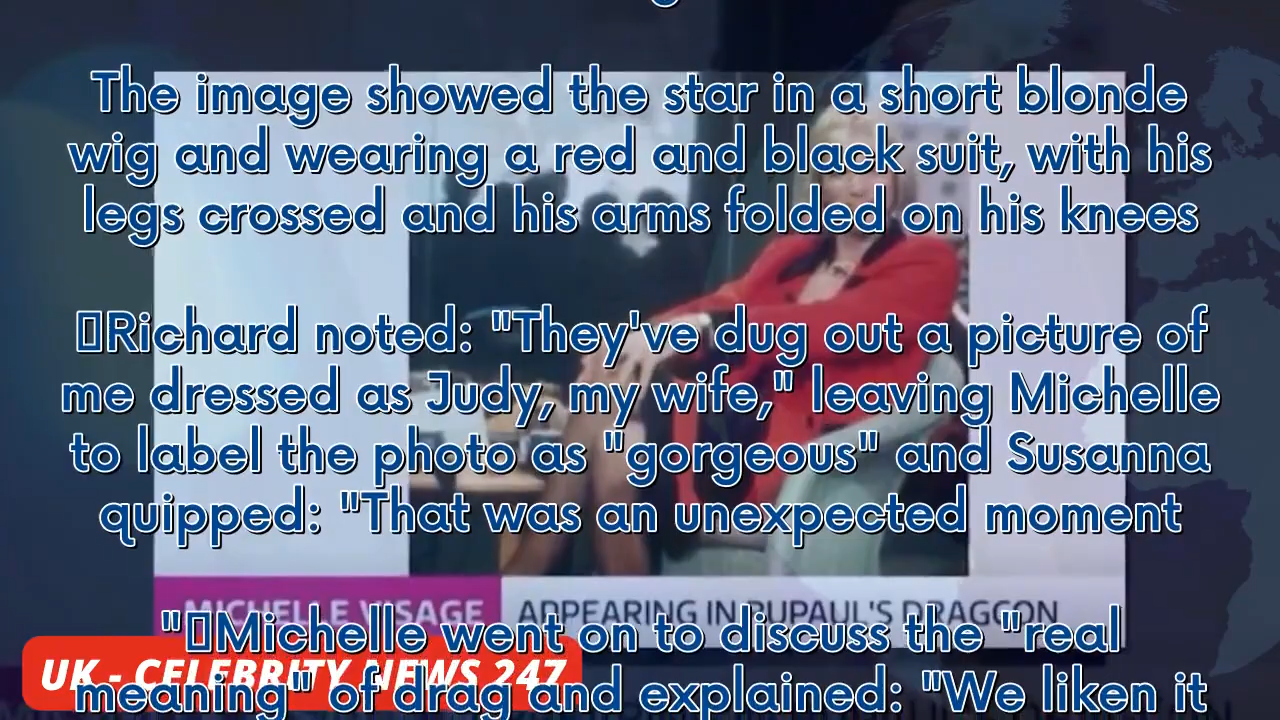 The image showed the star in a short blonde
wig and wearing a red and black suit, with his
legs crossed and his arms folded on his knees
Richard noted: "They've dug out a picture of
me dressed as Judy, my wife," leaving Michelle
to label the photo as "gorgeous" and Susanna
quipped: "That was an unexpected moment
MICHELLE VISAGE
APPEARING IN RUPAUL'S DRAGCON
"Michelle went on to discuss the "real
UK - CELEBRITY NEWS 247
meaning" of drag and explained: "We liken it